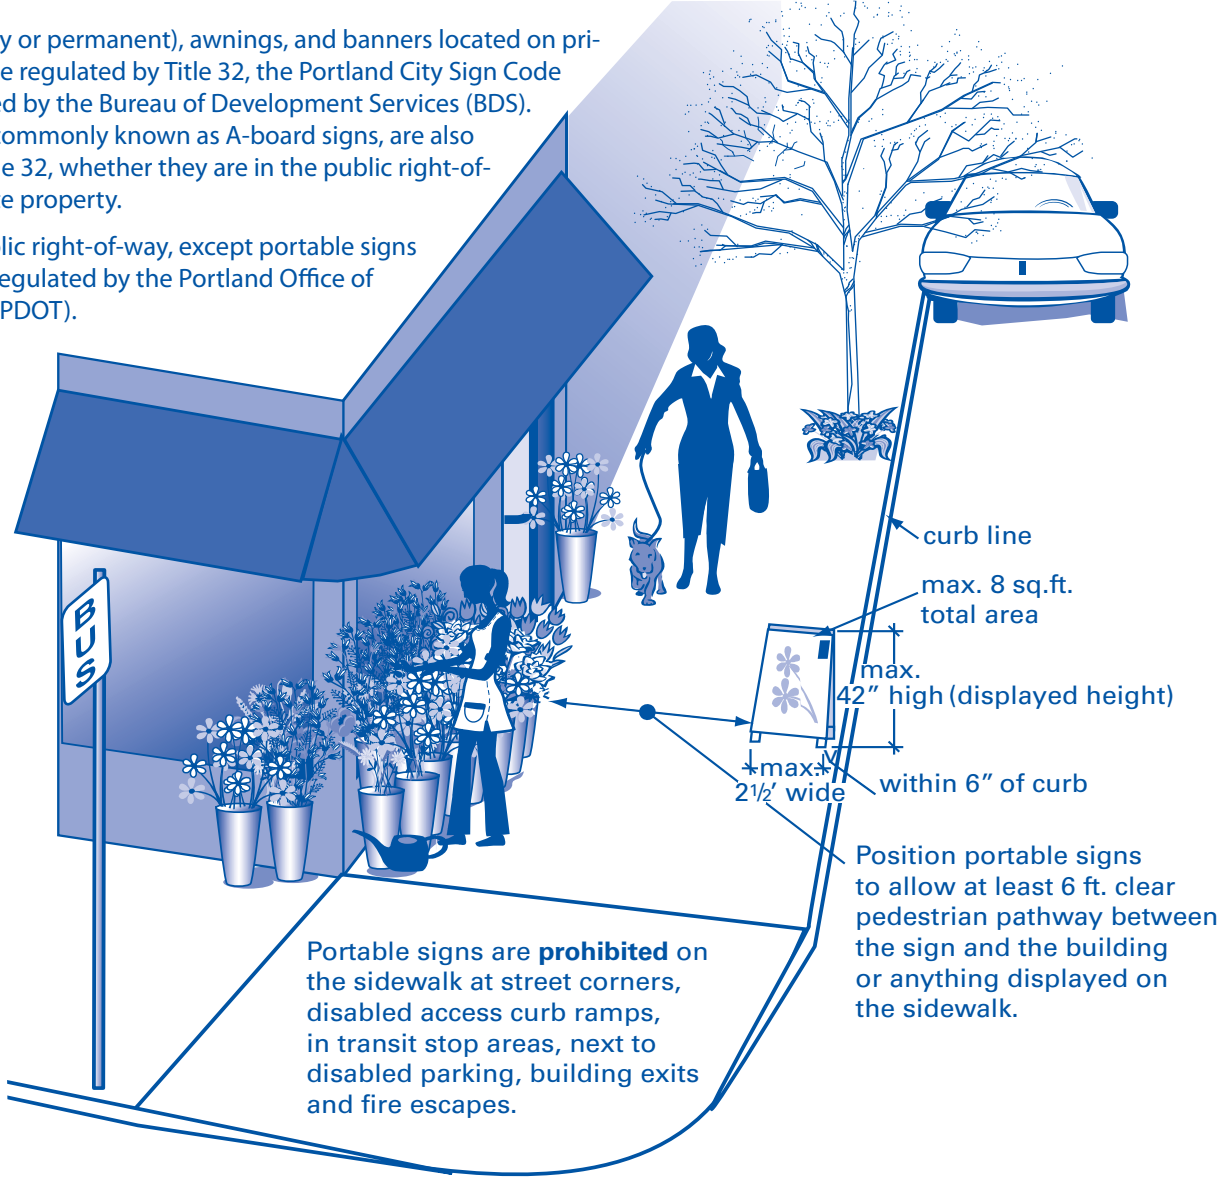 y or permanent), awnings, and banners located on pri-
e regulated by Title 32, the Portland City Sign Code
ed by the Bureau of Development Services (BDS).
commonly known as A-board signs, are also
e 32, whether they are in the public right-of-
e property.
lic right-of-way, except portable signs
egulated by the Portland Office of
PDOT).
BUS
curb line
max. 8 sq.ft.
total area
max.
42” high (displayed height)
max.
2½’ wide
within 6” of curb
Position portable signs
to allow at least 6 ft. clear
pedestrian pathway between
the sign and the building
or anything displayed on
the sidewalk.
Portable signs are prohibited on
the sidewalk at street corners,
disabled access curb ramps,
in transit stop areas, next to
disabled parking, building exits
and fire escapes.